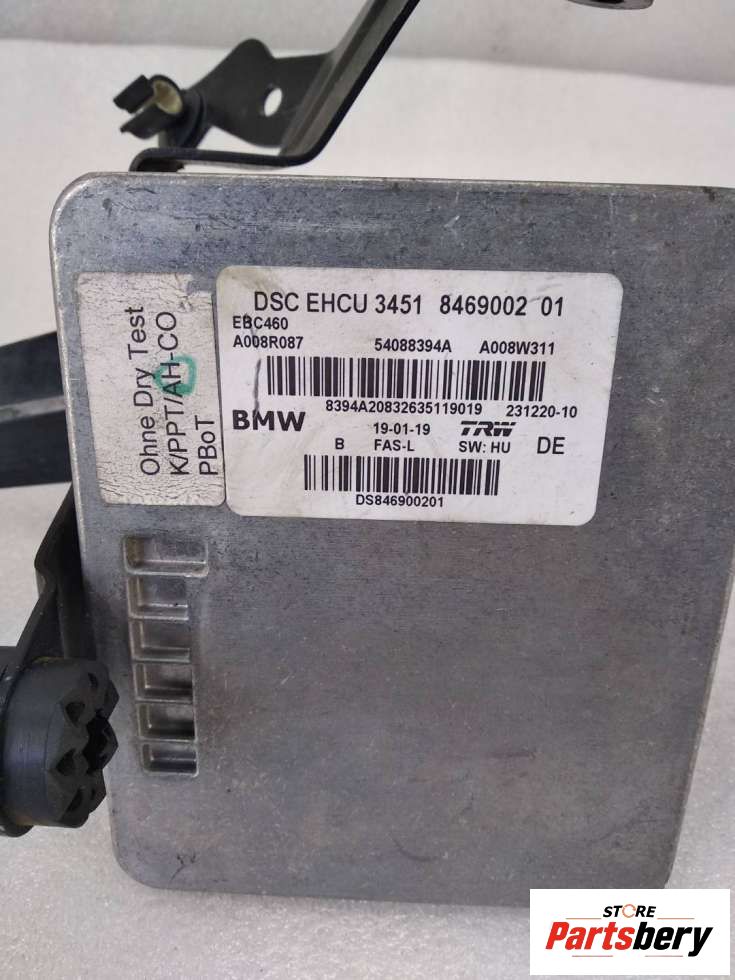 Ohne Dry Test
K/PPT/AH-CO
PBoT
DSC EHCU 3451 8469002 01
EBC460
A008R087 54088394A A008W311
8394A20832635119019 231220-10
BMW 19-01-19 TRW DE
B FAS-L SW: HU
DS846900201
STORE
Partsbery